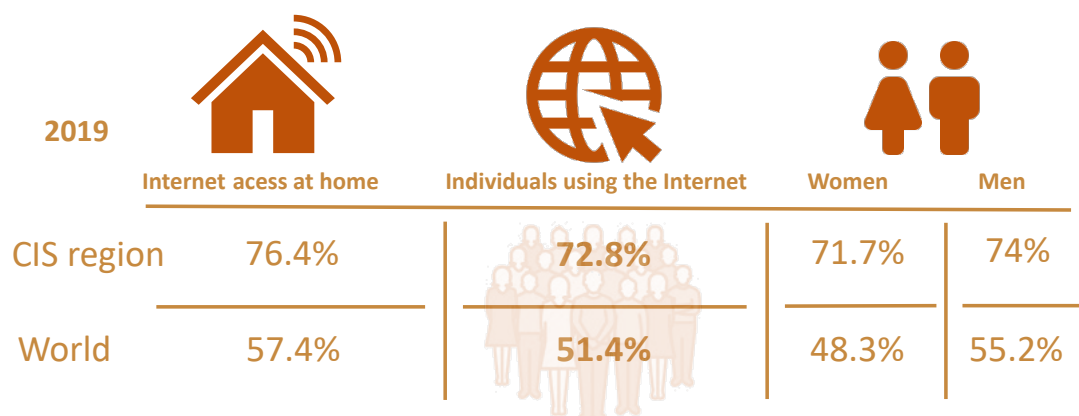 2019
Internet acess at home Individuals using the Internet Women Men
CIS region 76.4% 72.8% 71.7% 74%
World 57.4% 51.4% 48.3% 55.2%